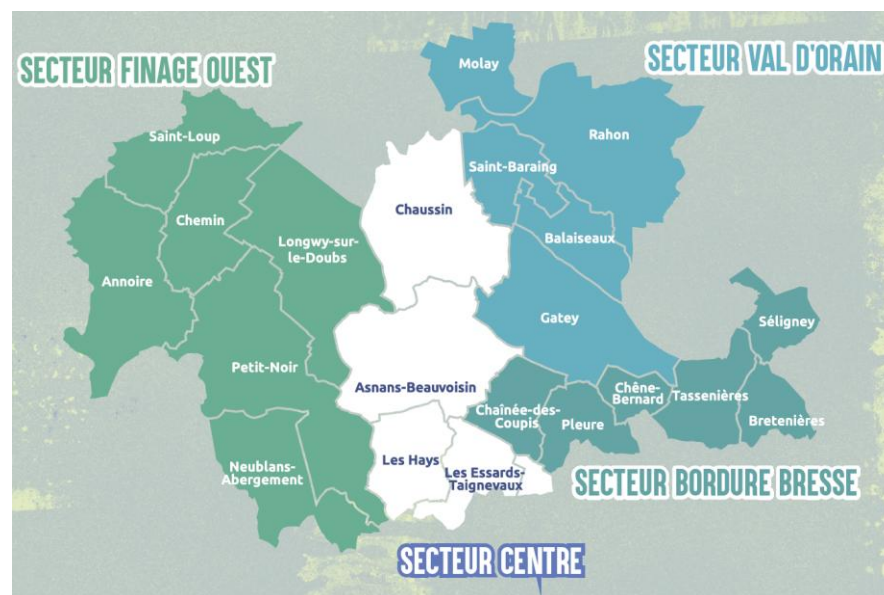 SECTEUR FINAGE OUEST
SECTEUR VAL D'ORAIN
Molay
Saint-Loup
Rahon
Saint-Baraing
Chemin
Chaussin
Longwy-sur-
le-Doubs
Balaiseaux
Annoire
Gatey
Séligney
Petit-Noir
Asnans-Beauvoisin
Chêne-
Bernard
Tassenières
Chaînée-des-
Coupis
Pleure
Bretenières
Les Hays
Neublans-
Abergement
Les Essards-
Taignevaux
SECTEUR BORDURE BRESSE
SECTEUR CENTRE